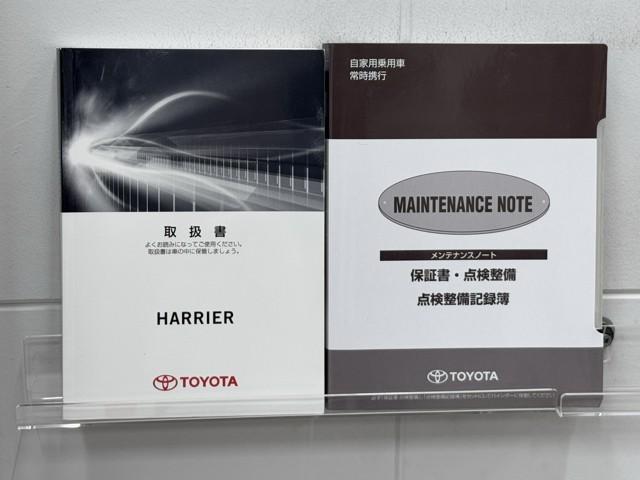 取扱書
よくお読みになってご使用ください。
取扱書は車の中に保管しましょう。
HARRIER
TOYOTA
自家用乗用車
常時携行
MAINTENANCE NOTE
メンテナンスノート
保証書・点検整備
点検整備記録簿
TOYOTA